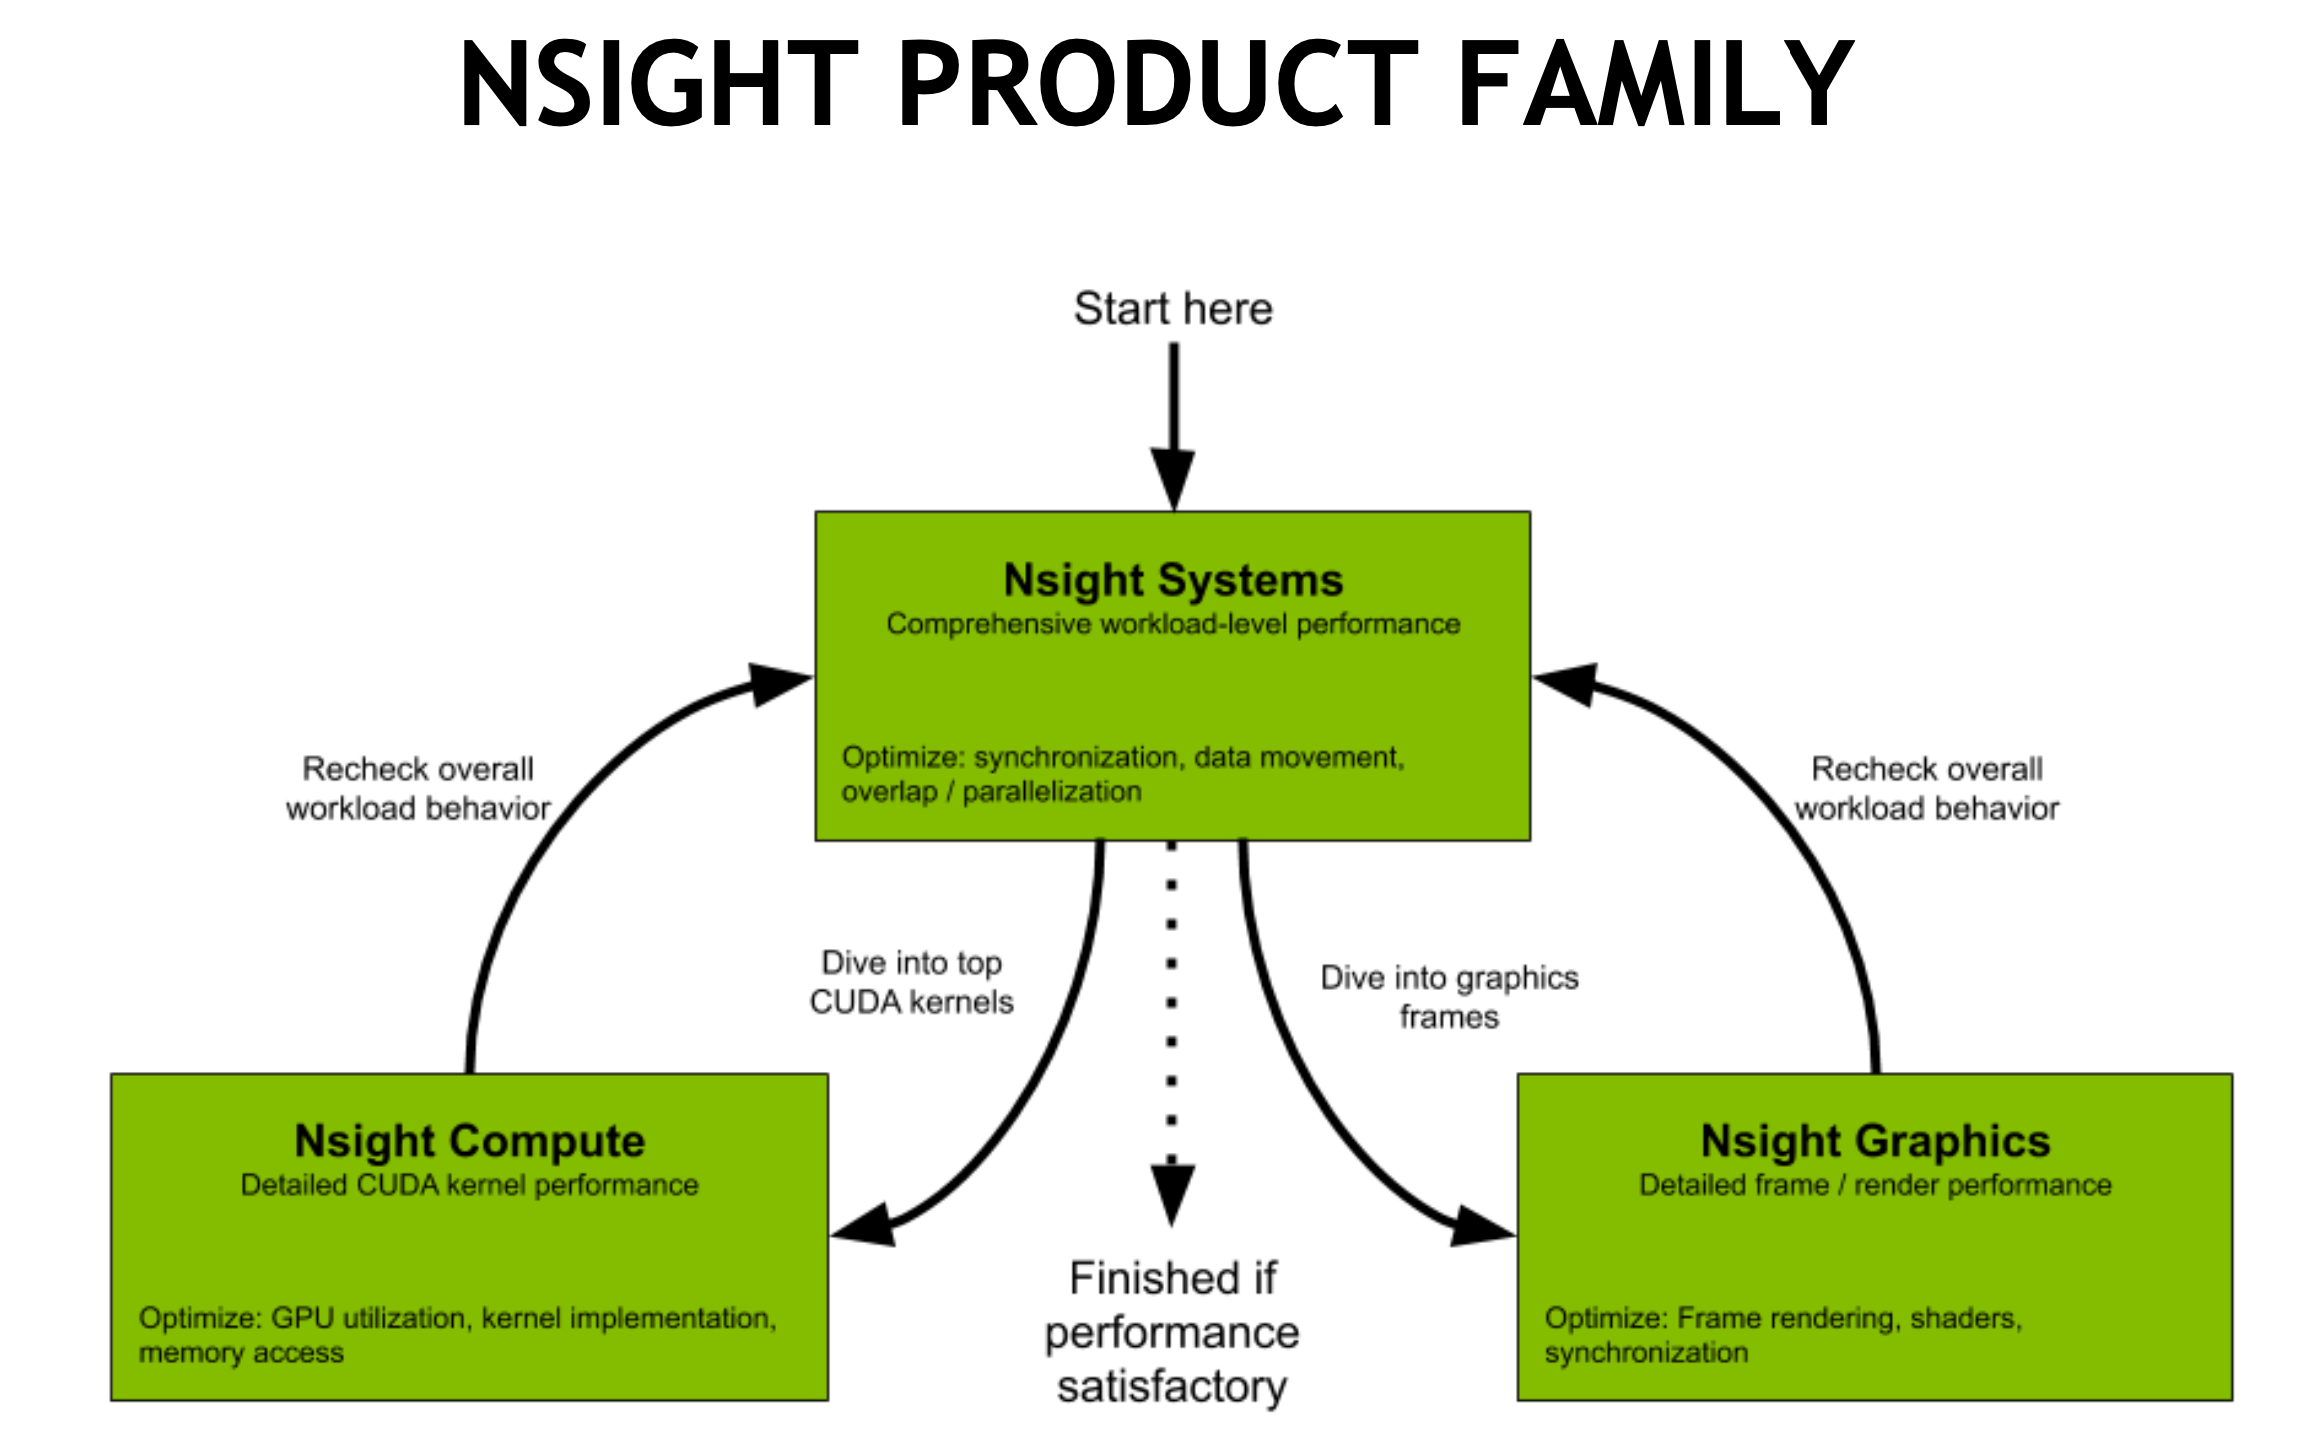 NSIGHT PRODUCT FAMILY
Start here
Nsight Systems
Comprehensive workload-level performance
Optimize: synchronization, data movement,
overlap / parallelization
Recheck overall
workload behavior
Recheck overall
workload behavior
Dive into top
CUDA kernels
Dive into graphics
frames
Nsight Compute
Detailed CUDA kernel performance
Optimize: GPU utilization, kernel implementation,
memory access
Finished if
performance
satisfactory
Nsight Graphics
Detailed frame / render performance
Optimize: Frame rendering, shaders,
synchronization